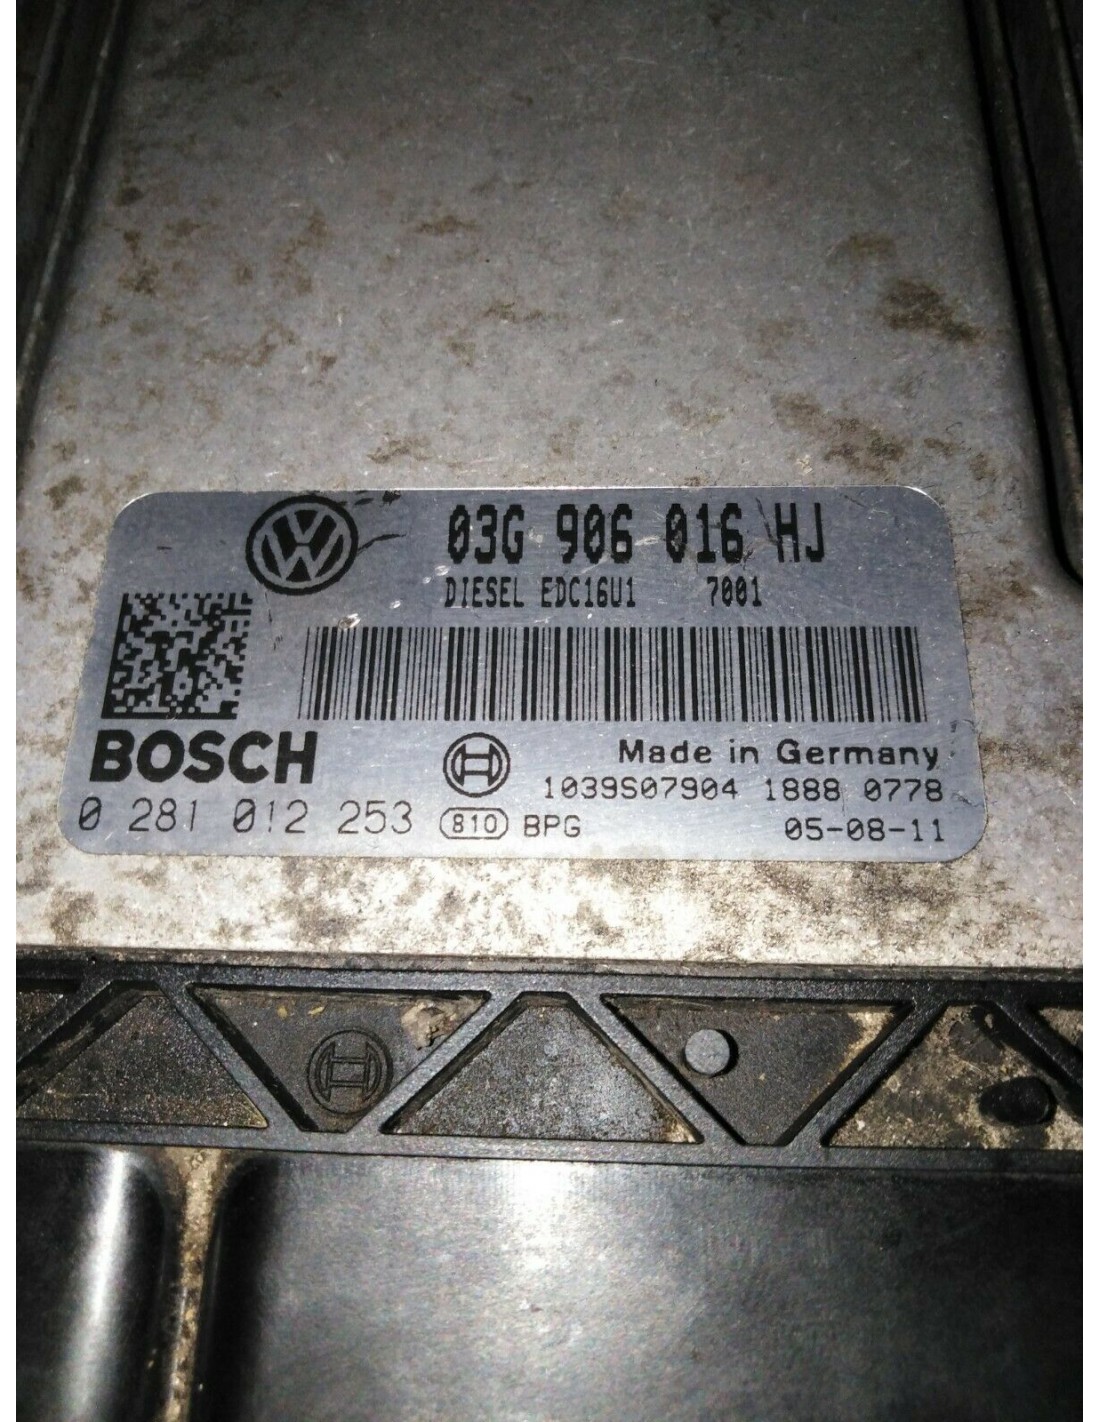 03G 906 016 HJ
DIESEL EDC16U1 7001
BOSCH
Made in Germany
1039S07904 1888 0778
0 281 012 253
810 BPG
05-08-11